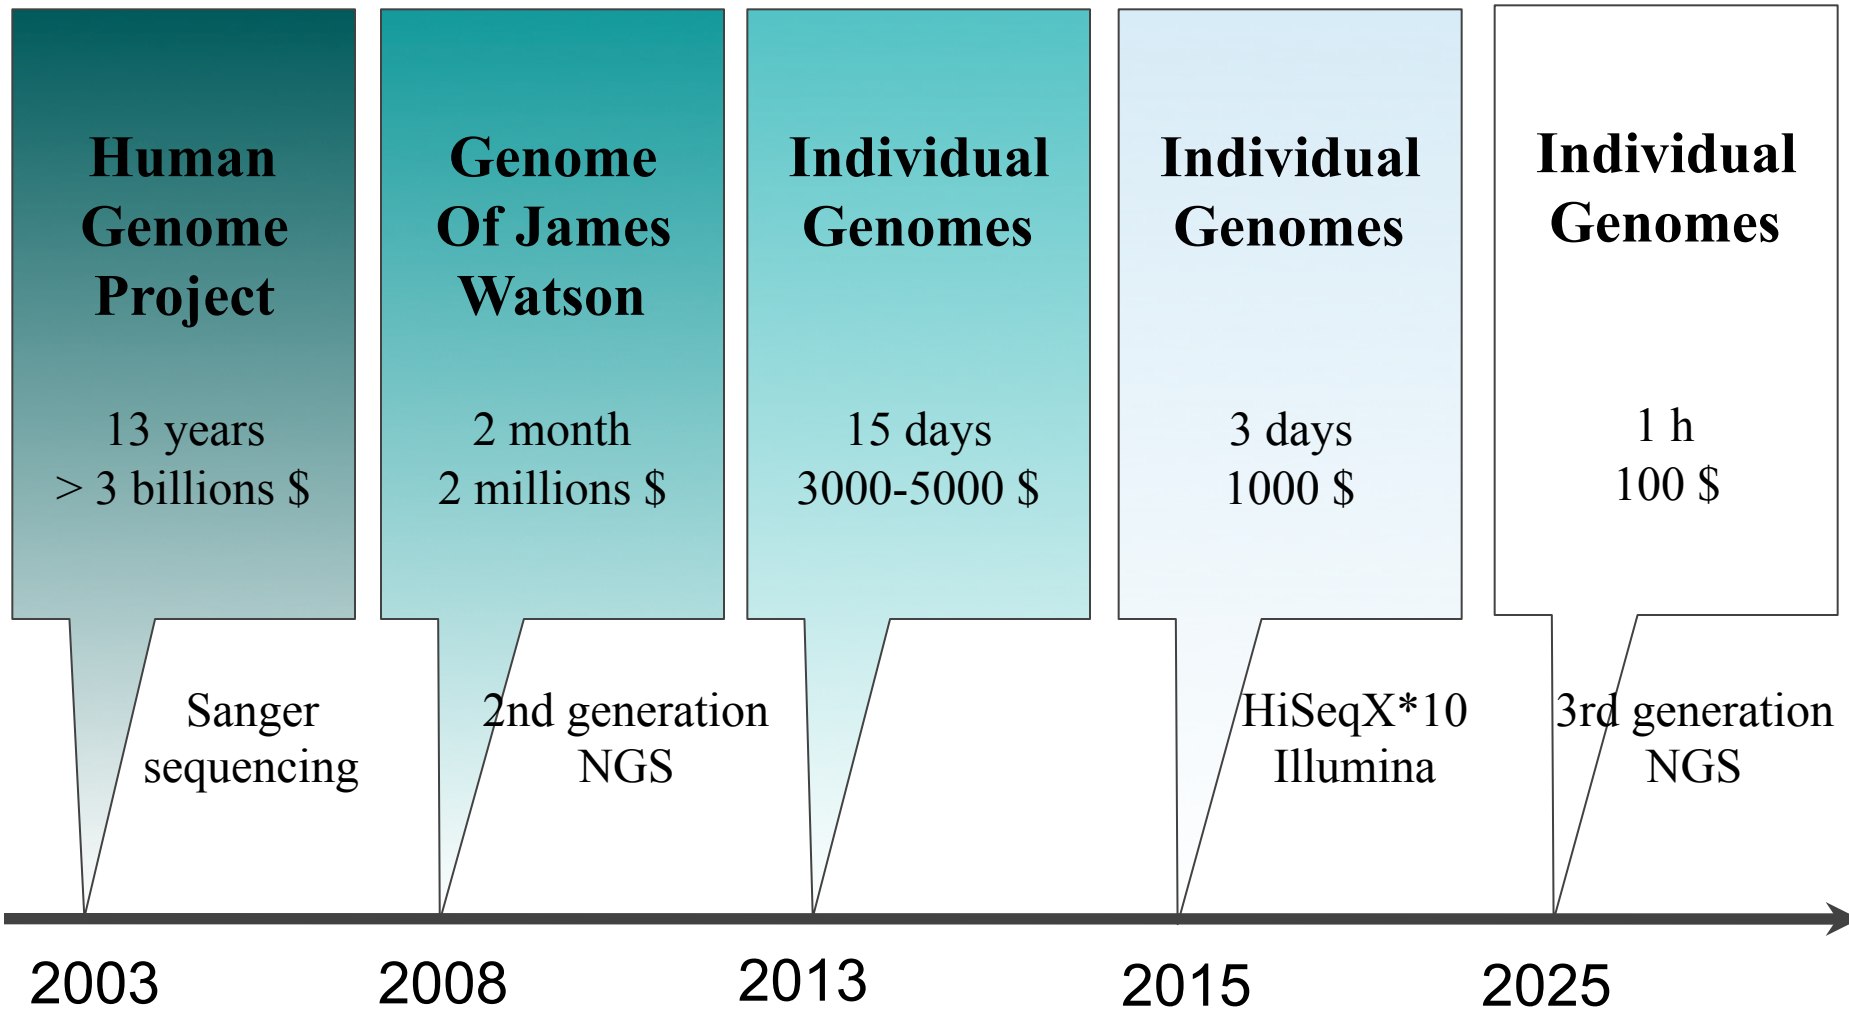 Human
Genome
Project
13 years
> 3 billions $
Genome
Of James
Watson
2 month
2 millions $
Individual
Genomes
15 days
3000-5000 $
Individual
Genomes
3 days
1000 $
Individual
Genomes
1 h
100 $
Sanger
sequencing
2nd generation
NGS
HiSeqX*10
Illumina
3rd generation
NGS
2003
2008
2013
2015
2025